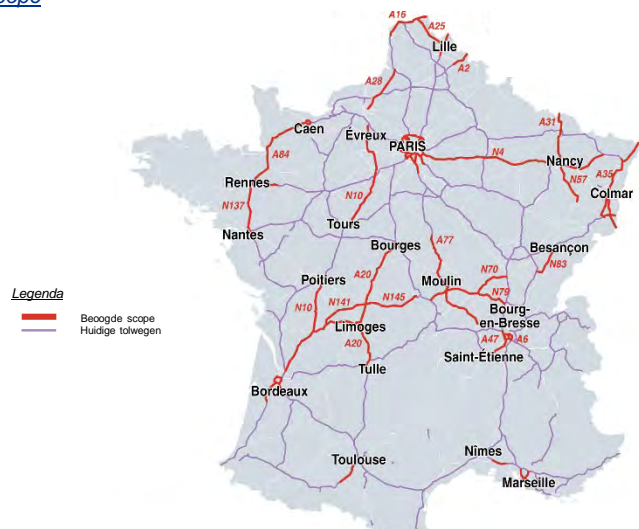 A16
A25
Lille
A2
A28
A31
Caen
Évreux
PARIS
A84
N4
Nancy
A35
N57
Rennes
Colmar
N137
N10
Tours
Nantes
Bourges
A77
Besançon
N83
Legenda
Beoogde scope
Huidige tolwegen
Poitiers
A20
Moulin
N70
N79
N141
N145
N10
Limoges
Bourg-
en-Bresse
A47
A6
A20
Saint-Étienne
Tulle
Bordeaux
Toulouse
Nîmes
Marseille